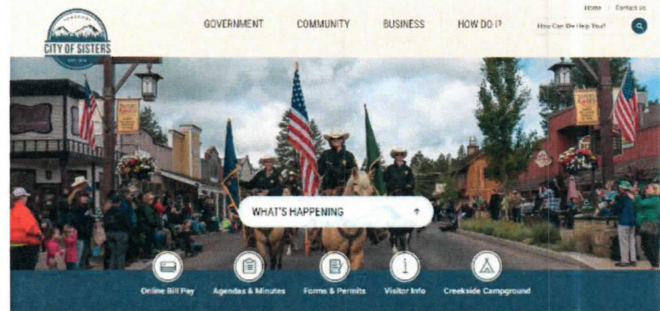 Home | Contact Us
CITY OF SISTERS
GOVERNMENT
COMMUNITY
BUSINESS
HOW DO I?
How Can We Help You?
WHAT'S HAPPENING
Online Bill Pay
Agendas & Minutes
Forms & Permits
Visitor Info
Creekside Campground